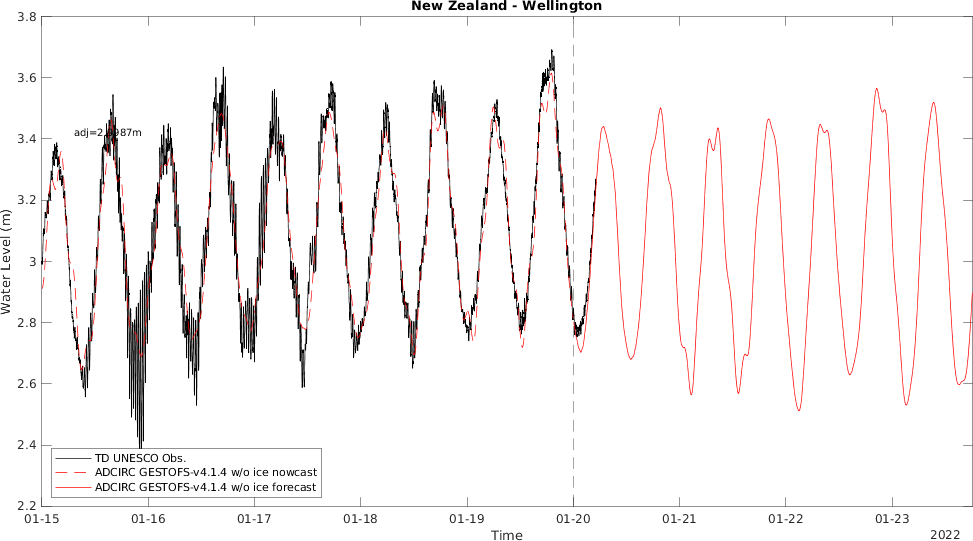 New Zealand - Wellington
3.8
3.6
3.4
3.2
3
2.8
2.6
2.4
2.2
Water Level (m)
TD UNESCO Obs.
ADCIRC GESTOFS-v4.1.4 w/o ice nowcast
ADCIRC GESTOFS-v4.1.4 w/o ice forecast
01-15 01-16 01-17 01-18 01-19 01-20 01-21 01-22 01-23
Time
2022